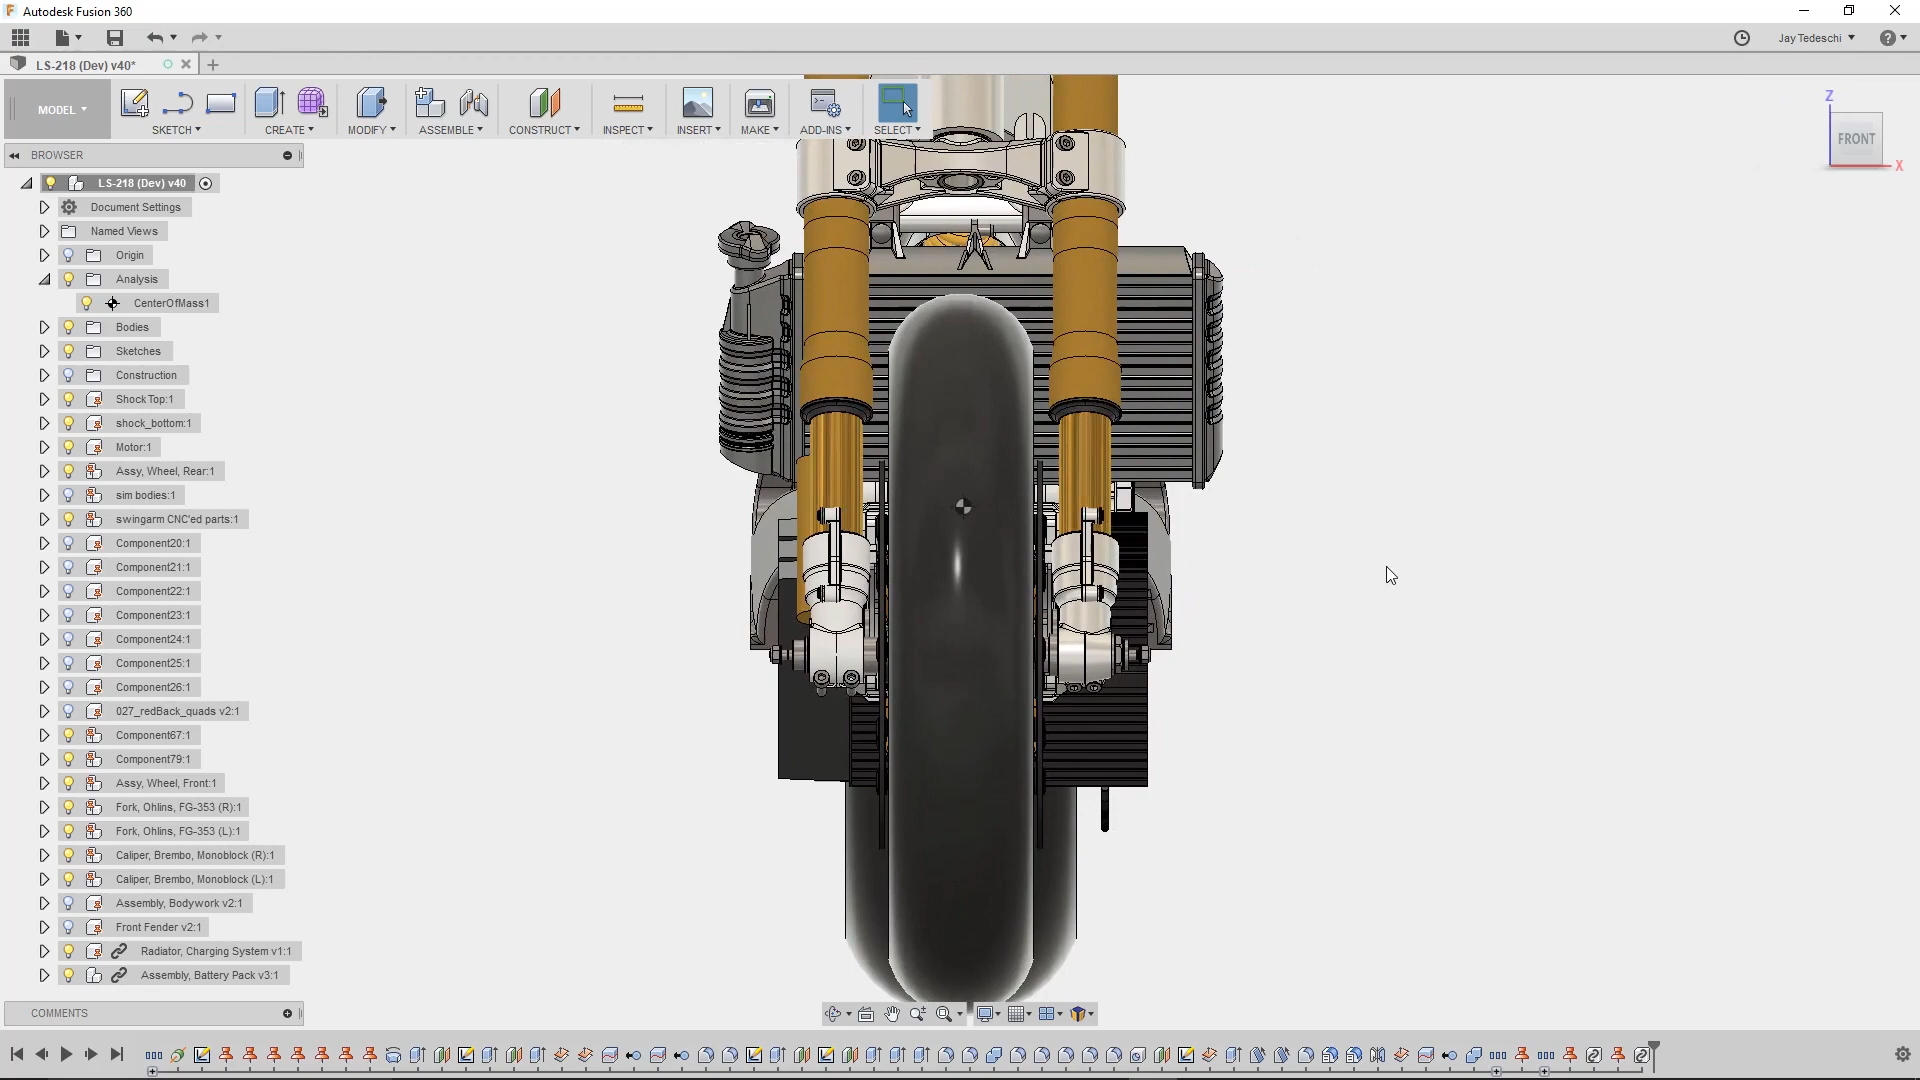 Autodesk Fusion 360
Jay Tedeschi
LS-218 (Dev) v40*
MODEL
SKETCH
CREATE
MODIFY
ASSEMBLE
CONSTRUCT
INSPECT
INSERT
MAKE
ADD-INS
SELECT
Z
FRONT
X
BROWSER
LS-218 (Dev) v40
Document Settings
Named Views
Origin
Analysis
CenterOfMass1
Bodies
Sketches
Construction
Shock Top:1
shock_bottom:1
Motor:1
Assy, Wheel, Rear:1
sim bodies:1
swingarm CNC'ed parts:1
Component20:1
Component21:1
Component22:1
Component23:1
Component24:1
Component25:1
Component26:1
027_redBack_quads v2:1
Component67:1
Component79:1
Assy, Wheel, Front:1
Fork, Ohlins, FG-353 (R):1
Fork, Ohlins, FG-353 (L):1
Caliper, Brembo, Monoblock (R):1
Caliper, Brembo, Monoblock (L):1
Assembly, Bodywork v2:1
Front Fender v2:1
Radiator, Charging System v1:1
Assembly, Battery Pack v3:1
COMMENTS